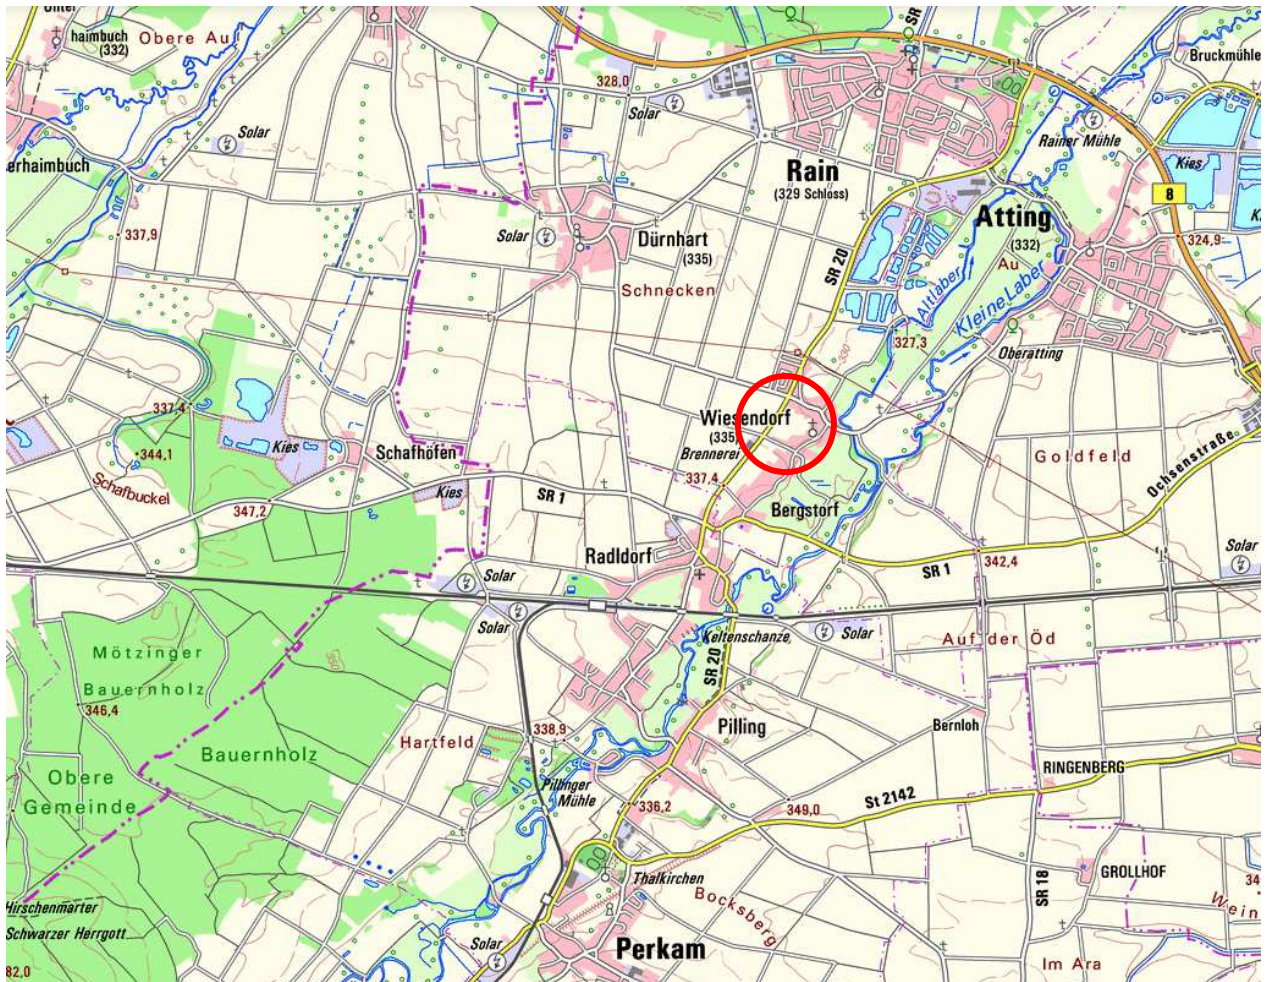 haimbuch
(332)
Obere Au
SR
328,0
Solar
Solar
Bruckmühle
Rainer Mühle
Kies
Rain
(329 Schloss)
8
erhaimbuch
Atting
(332)
337,9
Solar
Dürnhart
(335)
SR 20
Au
324,9
Schnecken
Altlaber
Kleine Laber
327,3
330
Oberatting
337,4
Wiesendorf
(335)
Brennerei
344,1
Kies
Schafhöfen
Goldfeld
Ochsenstraße
Schafbuckel
Kies
SR 1
337,4
347,2
Bergstorf
Radldorf
SR 1
342,4
Solar
Solar
Solar
Keltenschanze
Solar
Auf der Öd
Mötzinger
Bauernholz
SR 20
346,4
Bauernholz
Hartfeld
338,9
Pilling
Bernloh
Obere
Gemeinde
Pillinger
Mühle
RINGENBERG
336,2
349,0
St 2142
Thalkirchen
SR 18
GROLLHOF
Bocksberg
Hirschenmarter
Schwarzer Herrgott
Solar
Perkam
Im Ara
Wein
82,0